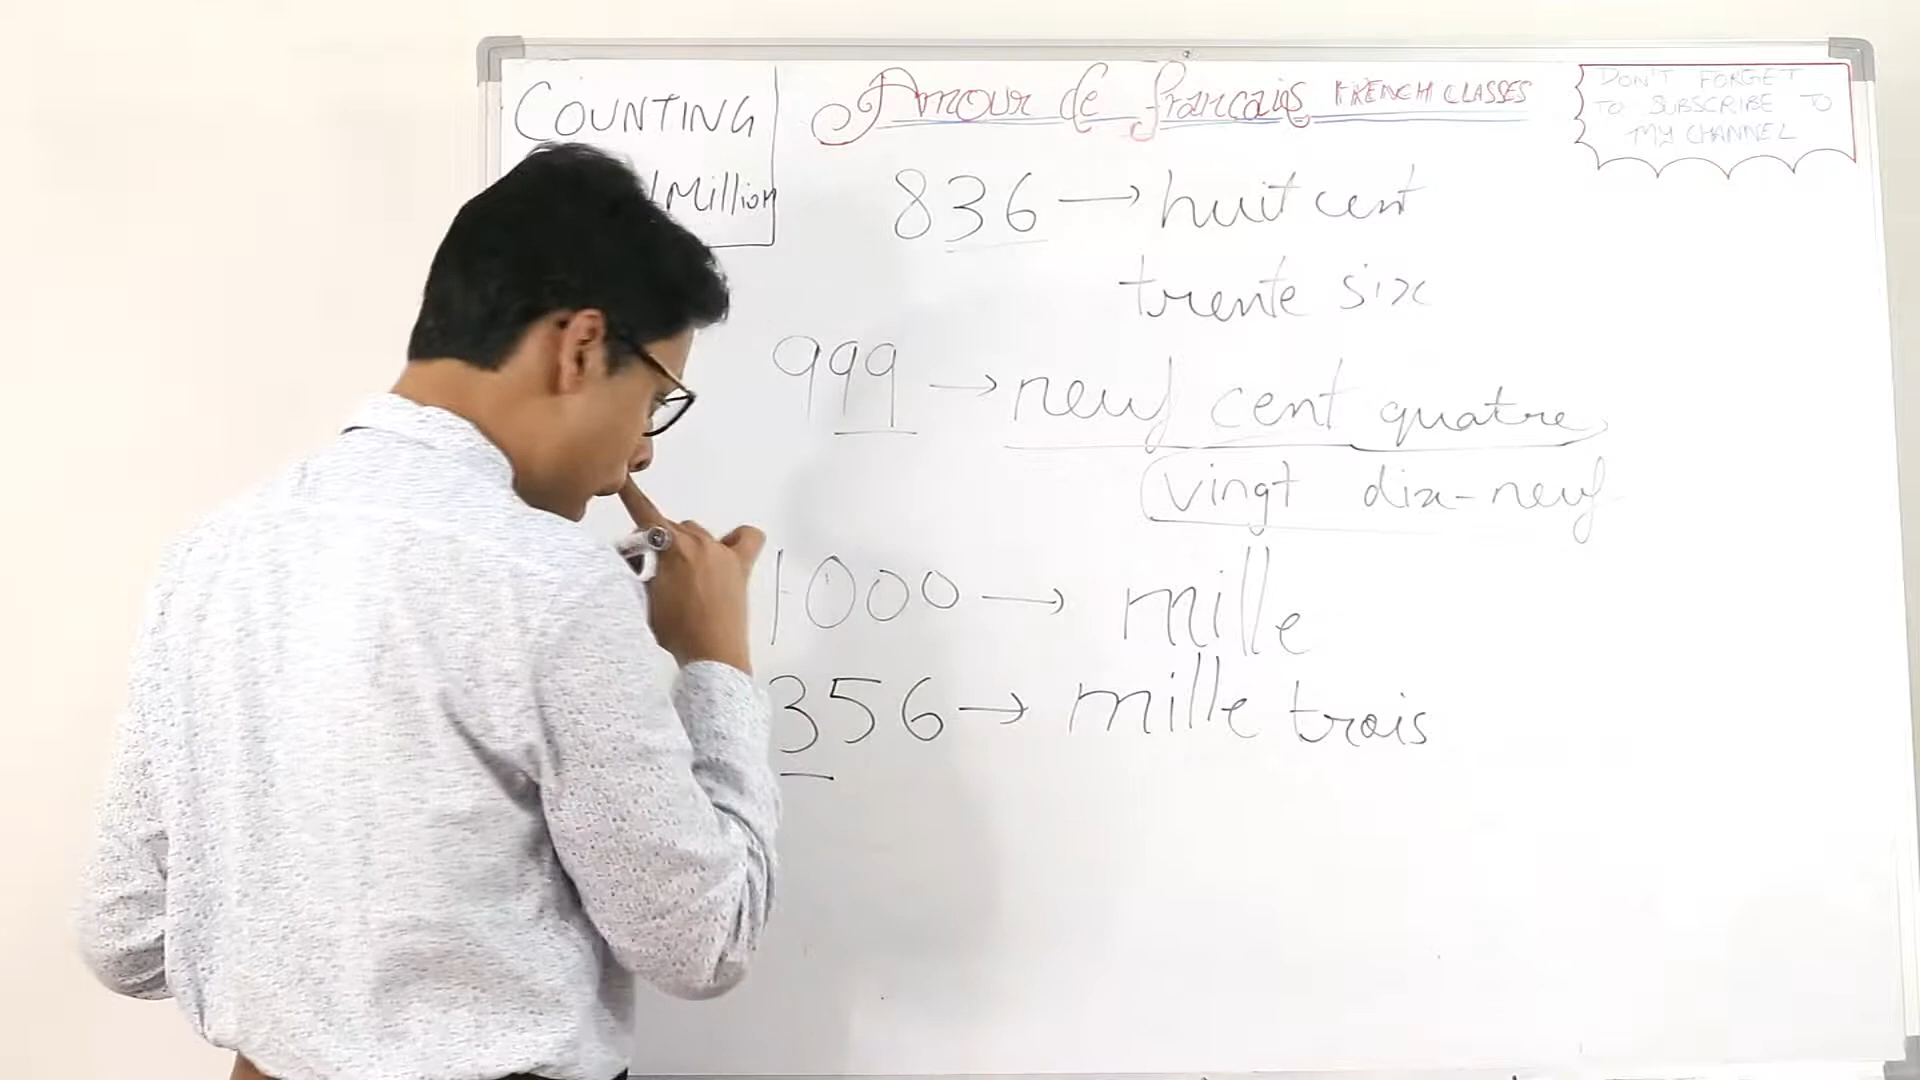 COUNTING
Million
Amour de francais FRENCH CLASSES
DON'T FORGET
TO SUBSCRIBE TO
MY CHANNEL
836 → huit cent
trente six
999 → neuf cent quatre
vingt dix-neuf
1000 → mille
356 → mille trois